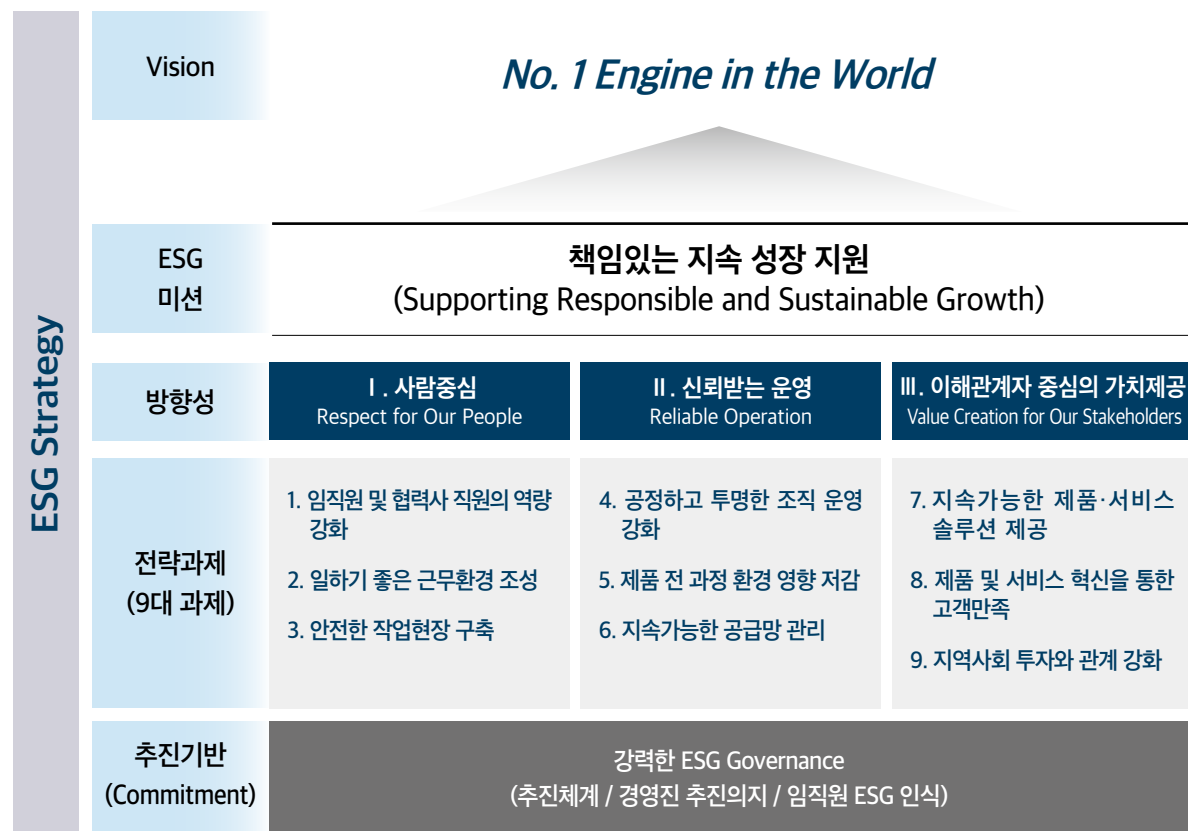 ESG Strategy
Vision
No. 1 Engine in the World
ESG
미션
책임있는 지속 성장 지원
(Supporting Responsible and Sustainable Growth)
방향성
Ⅰ. 사람중심
Respect for Our People
Ⅱ. 신뢰받는 운영
Reliable Operation
Ⅲ. 이해관계자 중심의 가치제공
Value Creation for Our Stakeholders
전략과제
(9대 과제)
1. 임직원 및 협력사 직원의 역량
강화
2. 일하기 좋은 근무환경 조성
3. 안전한 작업현장 구축
4. 공정하고 투명한 조직 운영
강화
5. 제품 전 과정 환경 영향 저감
6. 지속가능한 공급망 관리
7. 지속가능한 제품·서비스
솔루션 제공
8. 제품 및 서비스 혁신을 통한
고객만족
9. 지역사회 투자와 관계 강화
추진기반
(Commitment)
강력한 ESG Governance
(추진체계 / 경영진 추진의지 / 임직원 ESG 인식)